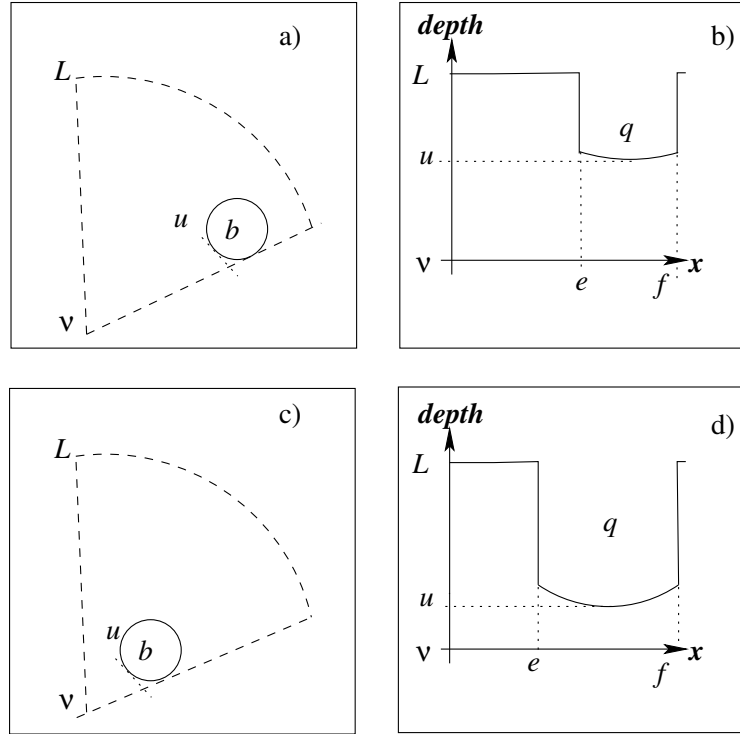 a)
L
u
b
ν
depth
b)
L
q
u
ν
x
e
f
c)
L
u
b
ν
depth
d)
L
q
u
ν
x
e
f